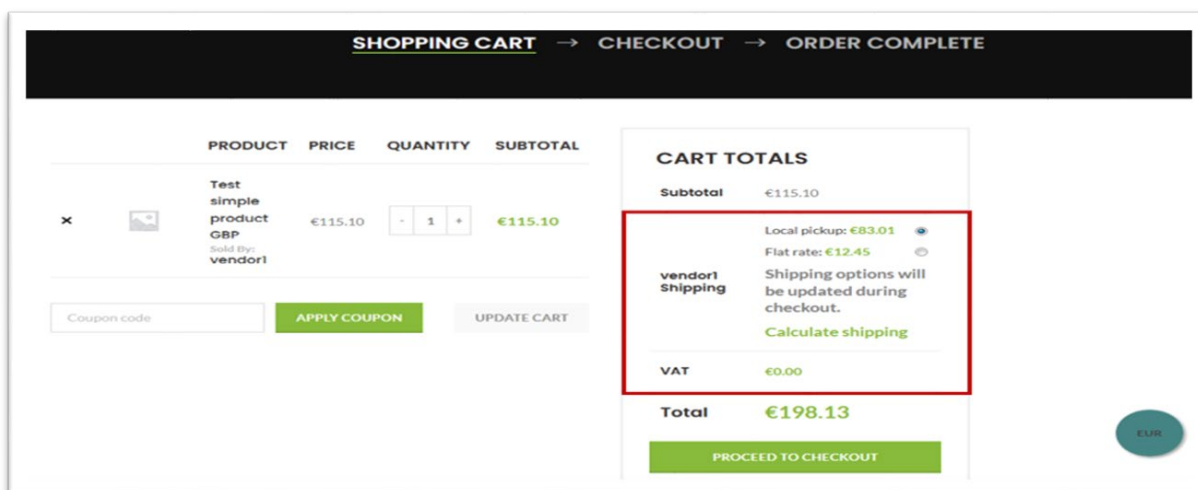 SHOPPING CART → CHECKOUT → ORDER COMPLETE
PRODUCT PRICE QUANTITY SUBTOTAL
× Test
simple
product €115.10 - 1 + €115.10
GBP
Sold By:
vendor1
Coupon code APPLY COUPON UPDATE CART
CART TOTALS
Subtotal €115.10
Local pickup: €83.01
Flat rate: €12.45
vendor1
Shipping
Shipping options will
be updated during
checkout.
Calculate shipping
VAT €0.00
Total €198.13
PROCEED TO CHECKOUT
EUR